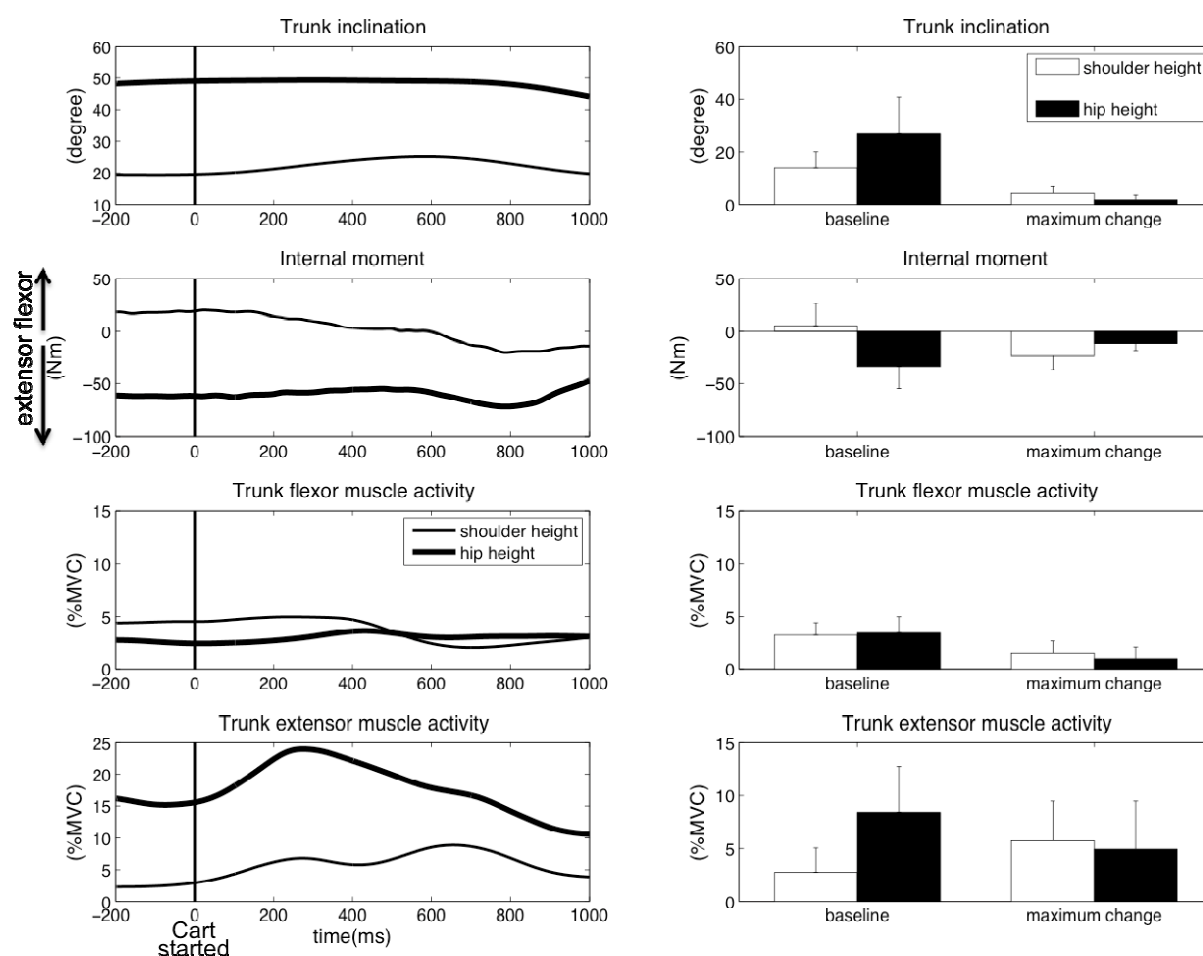 Trunk inclination
60
50
40
30
20
10
(degree)
−200 0 200 400 600 800 1000
Trunk inclination
60
40
20
0
(degree)
shoulder height
hip height
baseline maximum change
extensor flexor
Internal moment
50
0
−50
−100
(Nm)
−200 0 200 400 600 800 1000
Internal moment
50
0
−50
−100
(Nm)
baseline maximum change
Trunk flexor muscle activity
15
10
5
0
(%MVC)
shoulder height
hip height
−200 0 200 400 600 800 1000
Trunk flexor muscle activity
15
10
5
0
(%MVC)
baseline maximum change
Trunk extensor muscle activity
25
20
15
10
5
0
(%MVC)
−200 0 200 400 600 800 1000
Cart
started
time(ms)
Trunk extensor muscle activity
15
10
5
0
(%MVC)
baseline maximum change